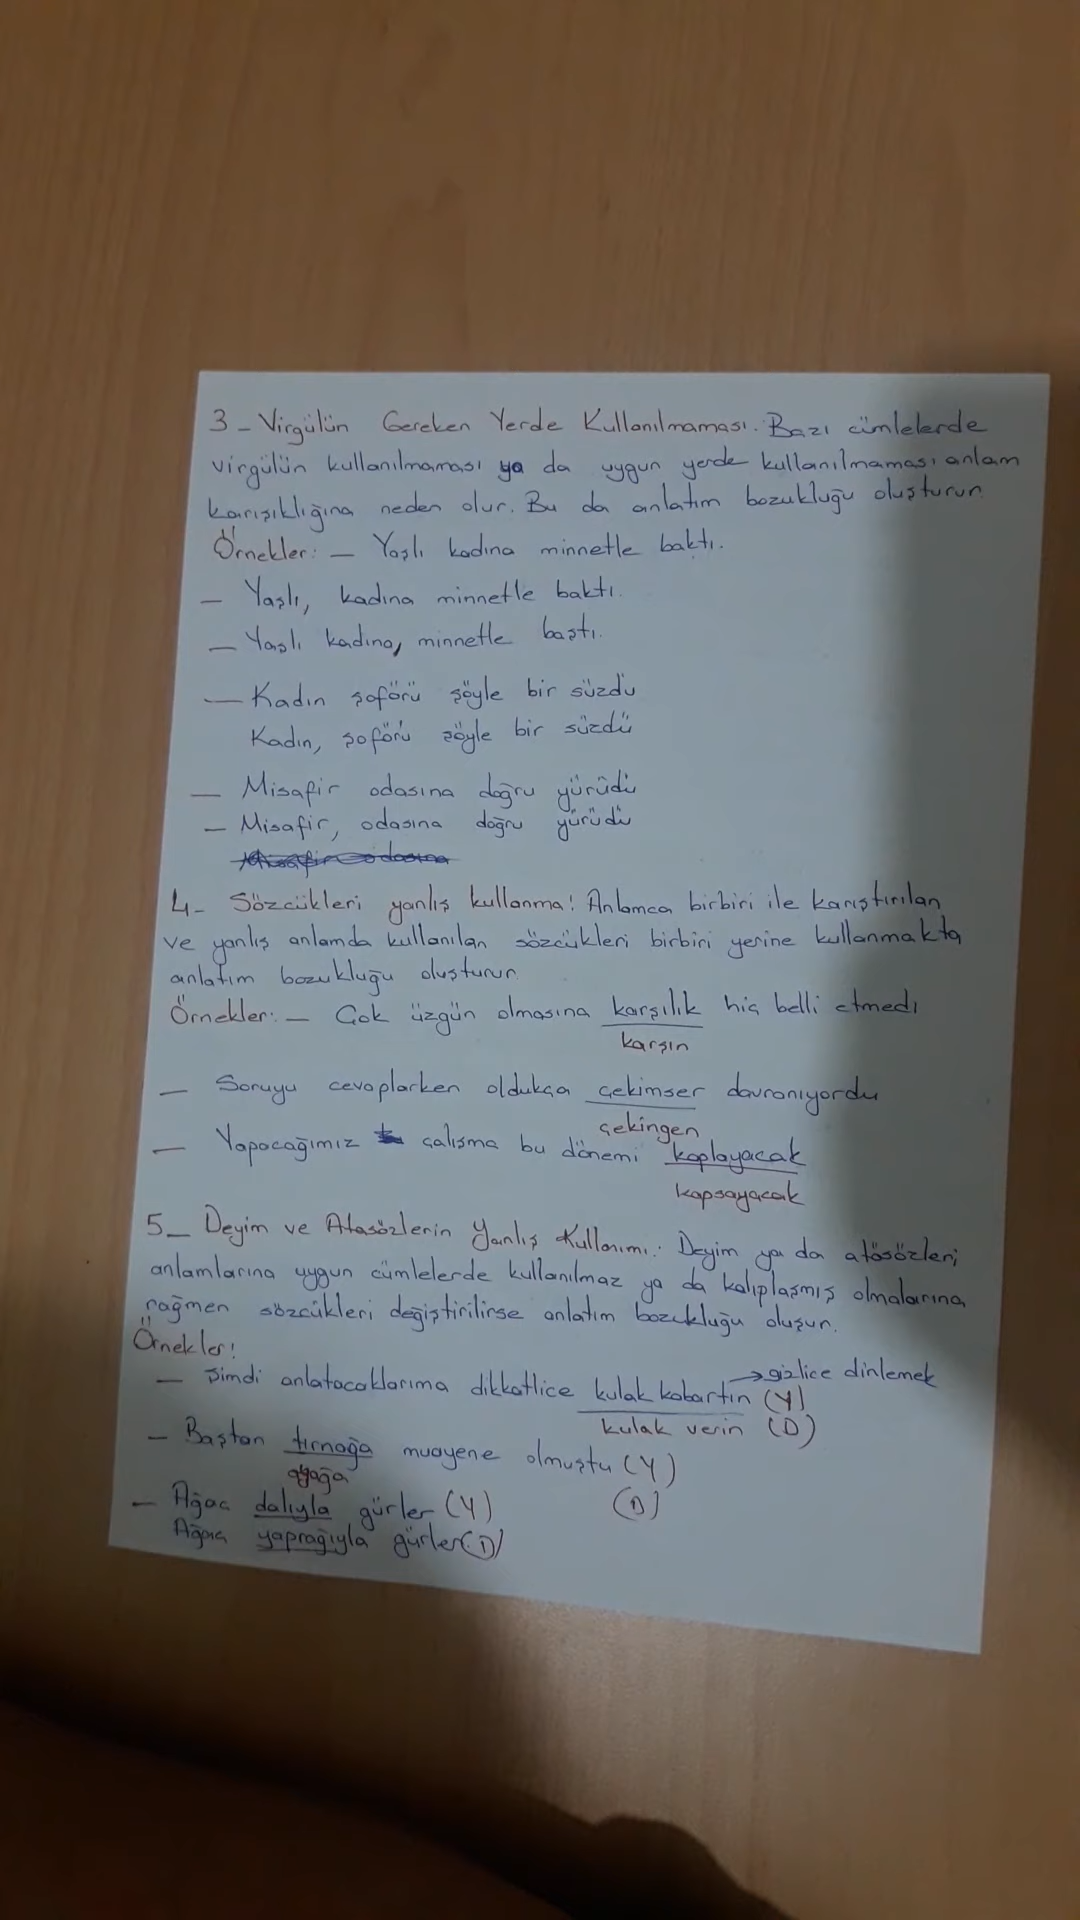 3 - Virgülün Gereken Yerde Kullanılmaması. Bazı cümlelerde
virgülün kullanılmaması ya da uygun yerde kullanılmaması anlam
karışıklığına neden olur. Bu da anlatım bozukluğu oluşturur.
Örnekler: — Yaşlı kadına minnetle baktı.
— Yaşlı, kadına minnetle baktı.
— Yaşlı kadına, minnetle baştı.
— Kadın şoförü şöyle bir süzdü
Kadın, şoförü şöyle bir süzdü
— Misafir odasına doğru yürüdü
— Misafir, odasına doğru yürüdü
4- Sözcükleri yanlış kullanma: Anlamca birbiri ile karıştırılan
ve yanlış anlamda kullanılan sözcükleri birbiri yerine kullanmakta
anlatım bozukluğu oluşturur.
Örnekler: — Çok üzgün olmasına karşılık hiç belli etmedi
karşın
— Soruyu cevaplarken oldukça çekimser davranıyordu
çekingen
— Yapacağımız çalışma bu dönemi kaplayacak
kapsayacak
5— Deyim ve Atasözlerin Yanlış Kullanımı: Deyim ya da atösözleri,
anlamlarına uygun cümlelerde kullanılmaz ya da kalıplaşmış olmalarına
rağmen sözcükleri değiştirilirse anlatım bozukluğu oluşur.
Örnekler:
→ gizlice dinlemek
— Şimdi anlatacaklarıma dikkatlice kulak kabartın (Y)
kulak verin (D)
— Baştan tırnağa muayene olmuştu (Y)
ayağa (D)
— Ağaç dalıyla gürler (Y)
Ağaca yaprağıyla gürler (D)